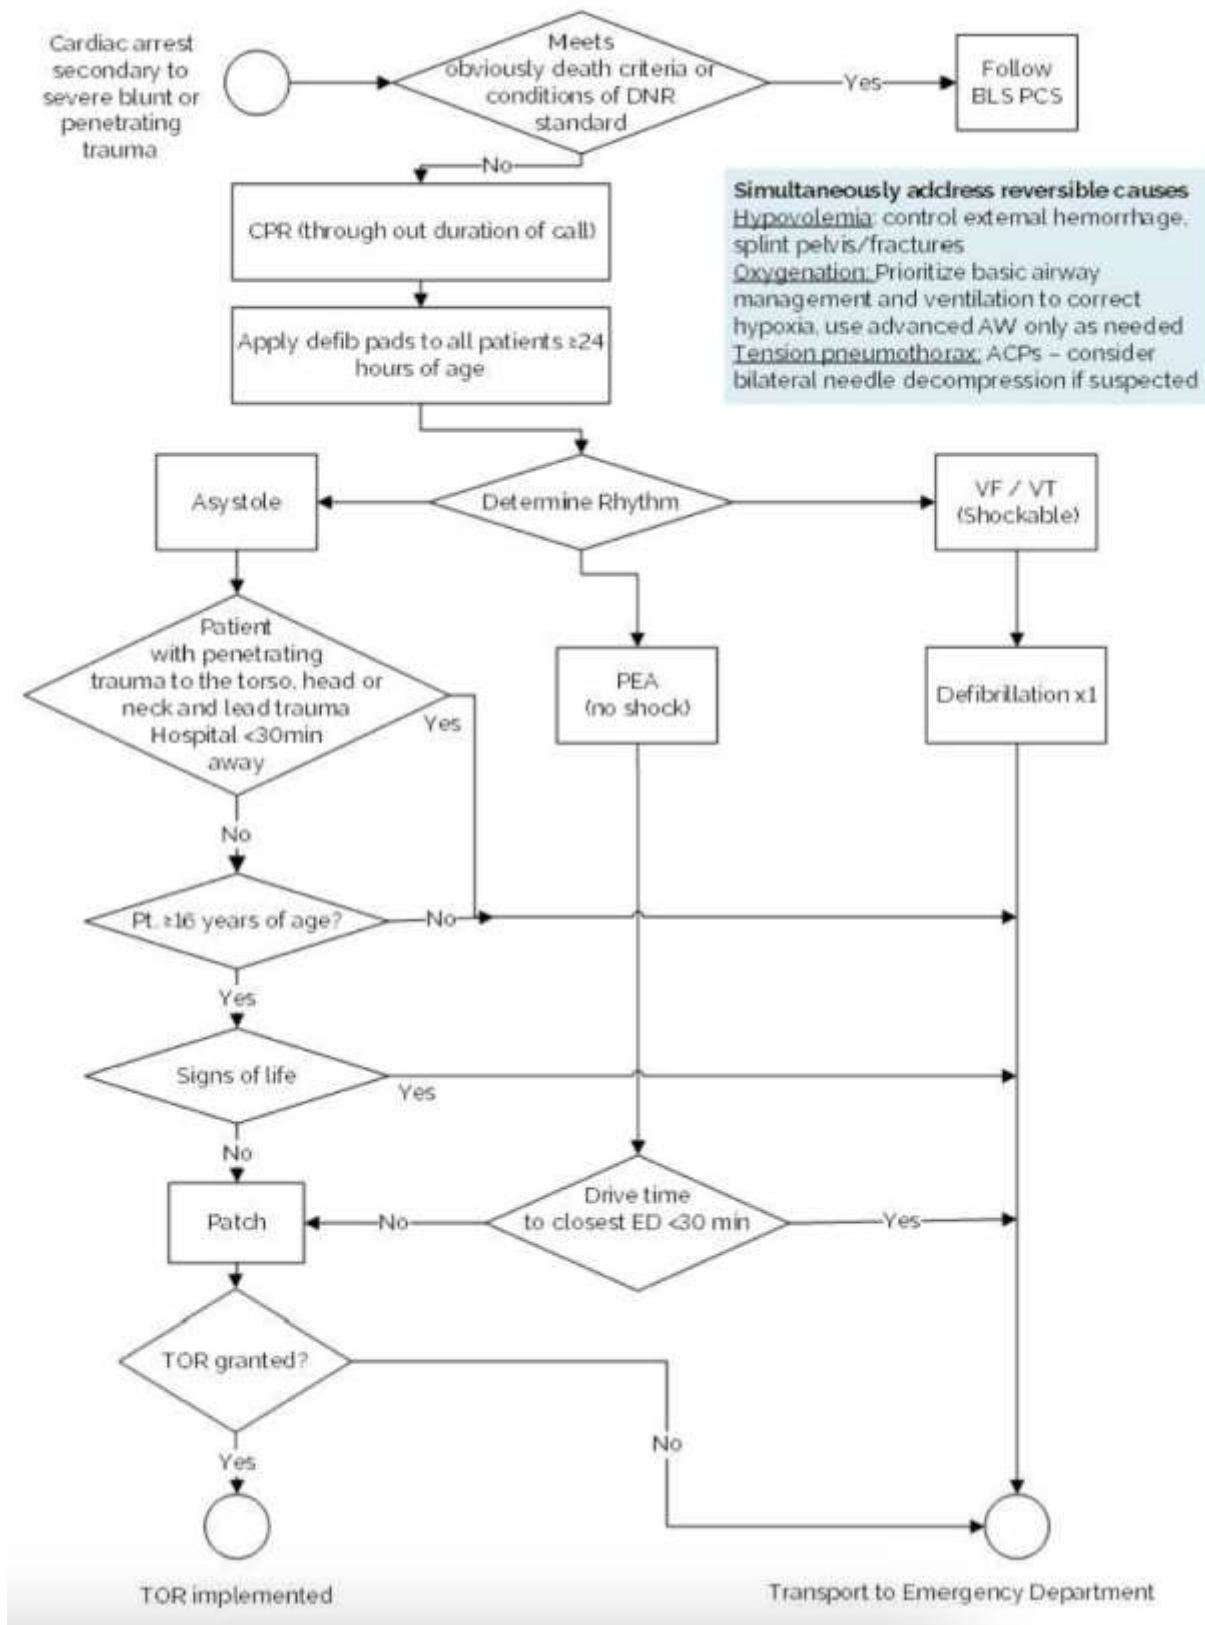 Cardiac arrest
secondary to
severe blunt or
penetrating
trauma
Meets
obviously death criteria or
conditions of DNR
standard
Yes
Follow
BLS PCS
No
CPR (through out duration of call)
Simultaneously address reversible causes
Hypovolemia: control external hemorrhage,
splint pelvis/fractures
Oxygenation: Prioritize basic airway
management and ventilation to correct
hypoxia, use advanced AW only as needed
Tension pneumothorax: ACPs – consider
bilateral needle decompression if suspected
Apply defib pads to all patients ≥24
hours of age
Asystole
Determine Rhythm
VF / VT
(Shockable)
Patient
with penetrating
trauma to the torso, head or
neck and lead trauma
Hospital <30min
away
Yes
PEA
(no shock)
Defibrillation x1
No
Pt. ≥16 years of age?
No
Yes
Signs of life
Yes
No
Patch
No
Drive time
to closest ED <30 min
Yes
TOR granted?
No
Yes
TOR implemented
Transport to Emergency Department